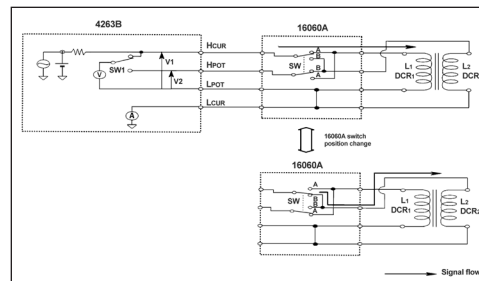 4263B
16060A
HCUR
A
B
SW
V1
HPOT
B
A
L1
DCR1
L2
DCR
V
SW1
V2
LPOT
LCUR
A
16060A switch
position change
16060A
A
SW
B
B
A
L1
DCR1
L2
DCR2
Signal flow